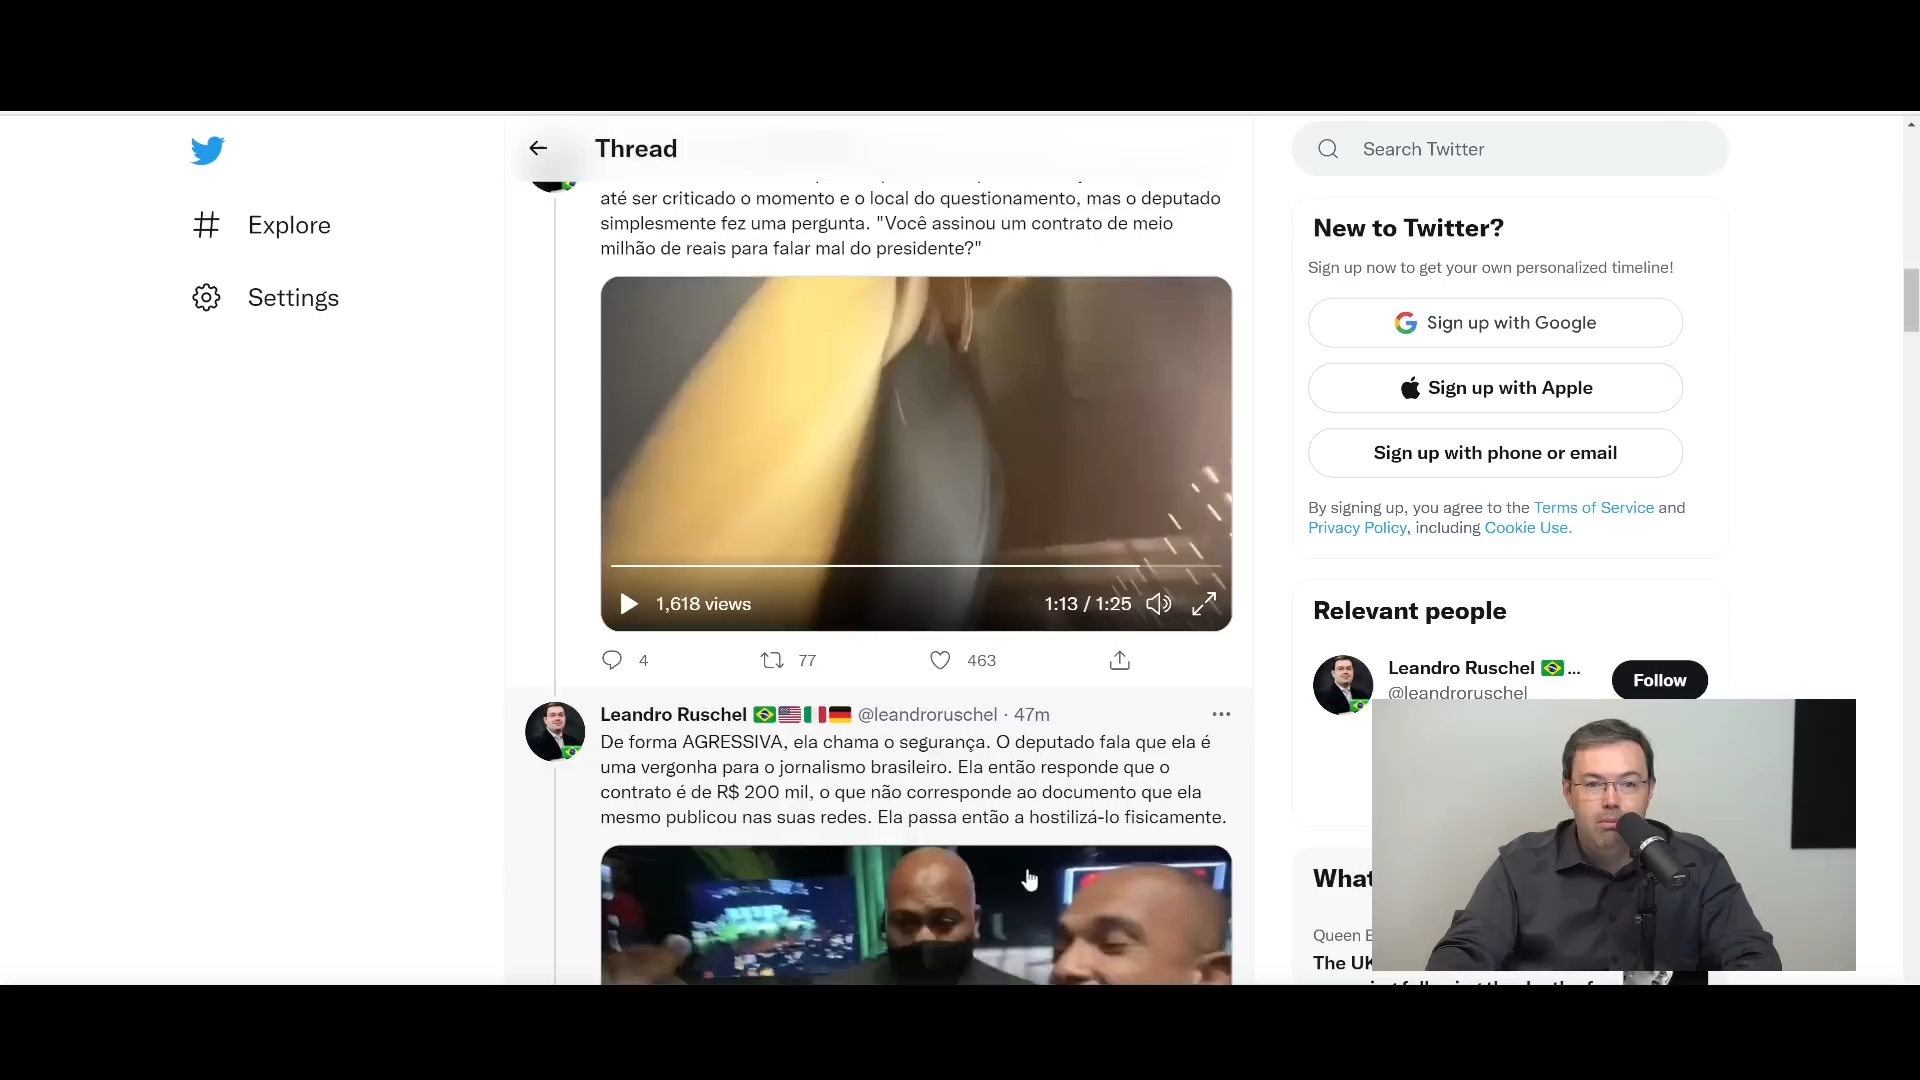 Thread
Search Twitter
Explore
Settings
até ser criticado o momento e o local do questionamento, mas o deputado
simplesmente fez uma pergunta. "Você assinou um contrato de meio
milhão de reais para falar mal do presidente?"
1,618 views
1:13 / 1:25
4
77
463
Leandro Ruschel @leandroruschel · 47m
De forma AGRESSIVA, ela chama o segurança. O deputado fala que ela é
uma vergonha para o jornalismo brasileiro. Ela então responde que o
contrato é de R$ 200 mil, o que não corresponde ao documento que ela
mesmo publicou nas suas redes. Ela passa então a hostilizá-lo fisicamente.
New to Twitter?
Sign up now to get your own personalized timeline!
Sign up with Google
Sign up with Apple
Sign up with phone or email
By signing up, you agree to the Terms of Service and
Privacy Policy, including Cookie Use.
Relevant people
Leandro Ruschel ...
@leandroruschel
Follow
What
Queen E
The UK